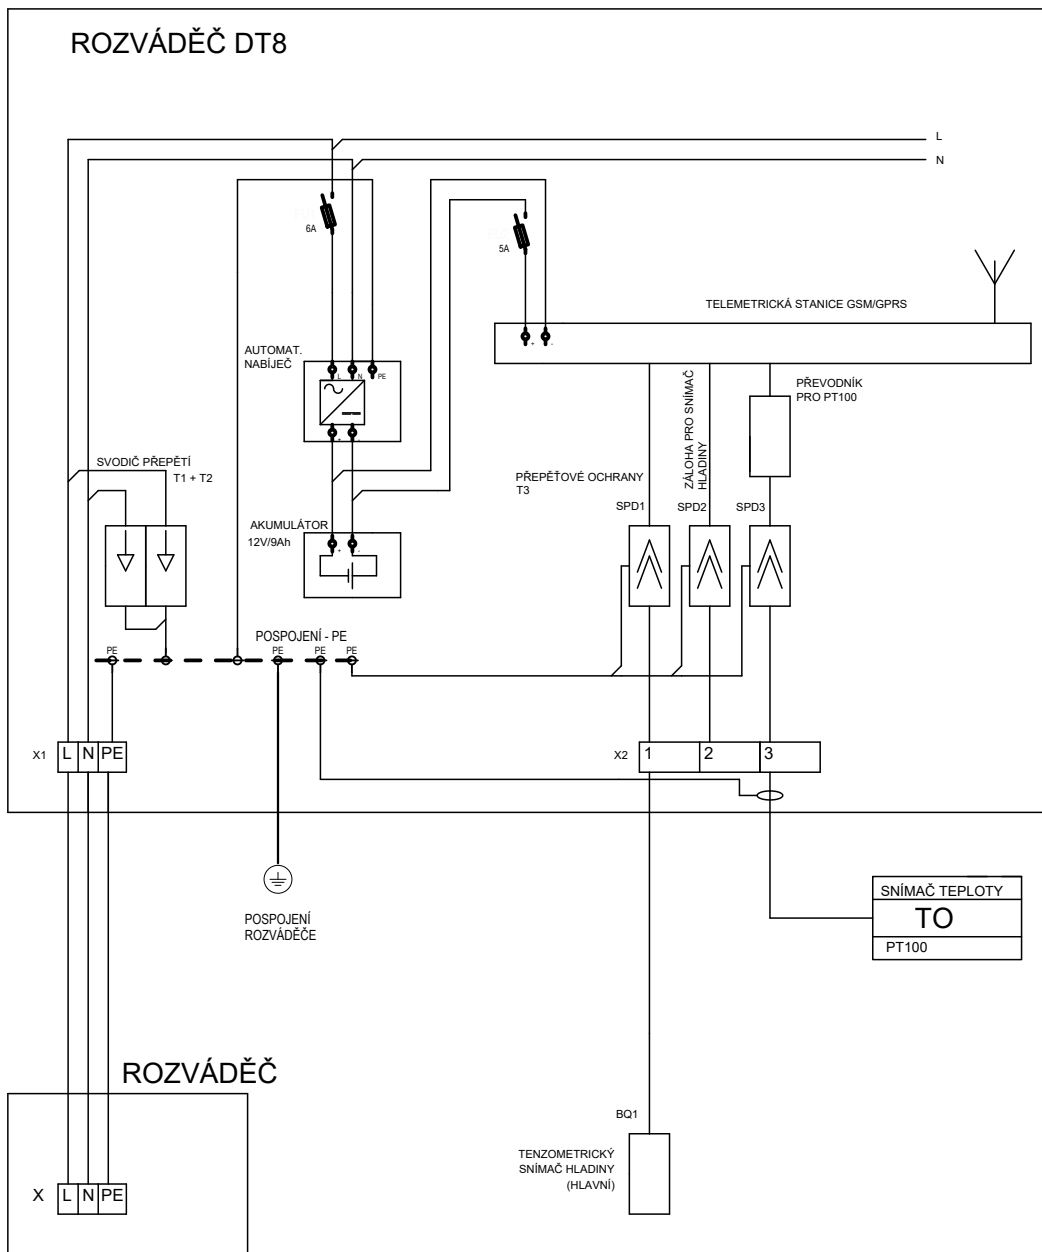 ROZVÁDĚČ DT8
L
N
6A
5A
TELEMETRICKÁ STANICE GSM/GPRS
+ -
AUTOMAT.
NABÍJEČ
L N PE
+ -
PŘEVODNÍK
PRO PT100
ZÁLOHA PRO SNÍMAČ
HLADINY
SVODIČ PŘEPĚTÍ
T1 + T2
PŘEPĚŤOVÉ OCHRANY
T3
SPD1
SPD2
SPD3
AKUMULÁTOR
12V/9Ah
+ -
POSPOJENÍ - PE
PE
PE
PE
PE
X1 L N PE
X2 1 2 3
POSPOJENÍ
ROZVÁDĚČE
SNÍMAČ TEPLOTY
TO
PT100
ROZVÁDĚČ
BQ1
TENZOMETRICKÝ
SNÍMAČ HLADINY
(HLAVNÍ)
X L N PE